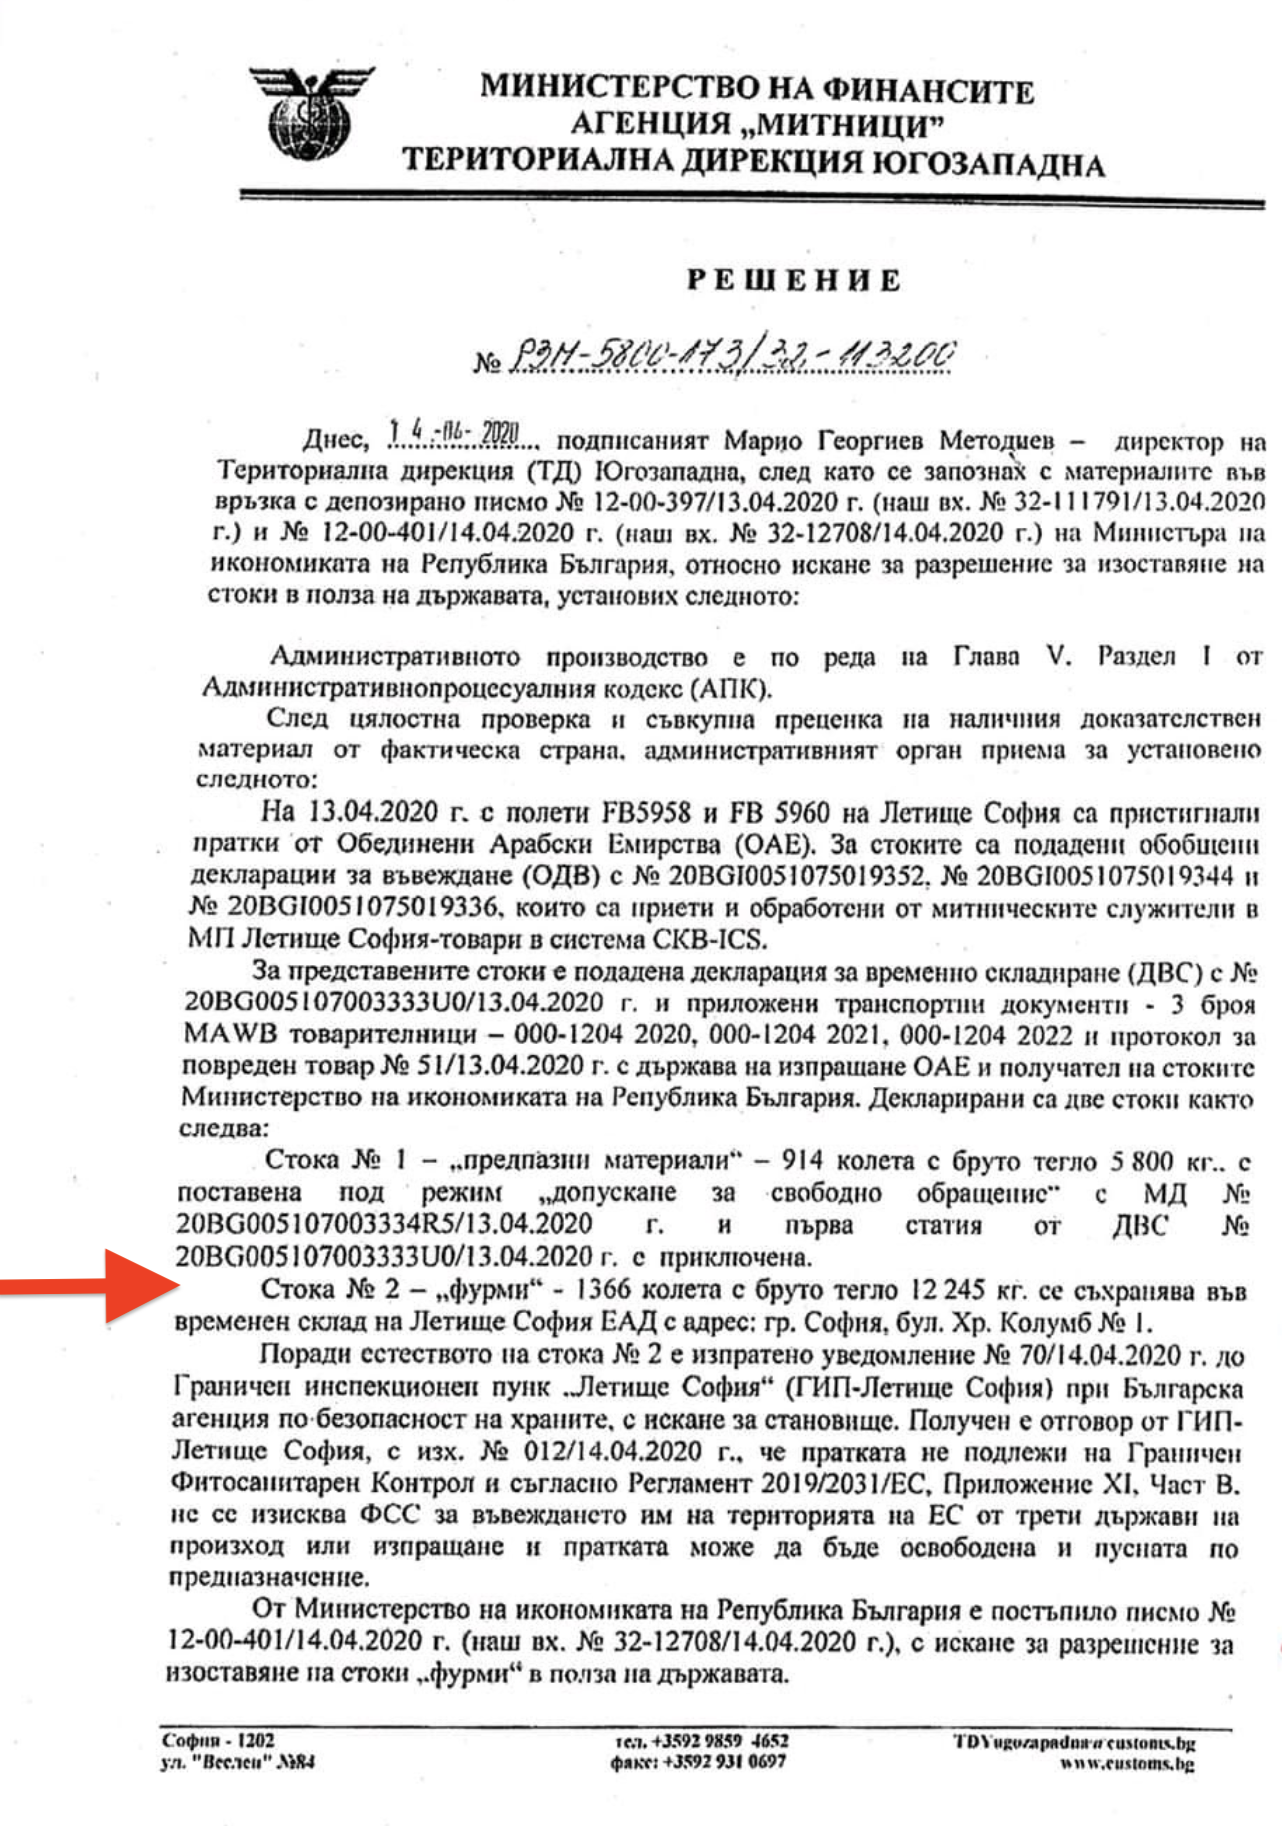 МИНИСТЕРСТВО НА ФИНАНСИТЕ
АГЕНЦИЯ „МИТНИЦИ”
ТЕРИТОРИАЛНА ДИРЕКЦИЯ ЮГОЗАПАДНА
РЕШЕНИЕ
№ РЗМ-5800-173/32-113200
Днес, 14.-04-2020 подписаният Марио Георгиев Методиев – директор на
Териториална дирекция (ТД) Югозападна, след като се запознах с материалите във
връзка с депозирано писмо № 12-00-397/13.04.2020 г. (наш вх. № 32-111791/13.04.2020
г.) и № 12-00-401/14.04.2020 г. (наш вх. № 32-12708/14.04.2020 г.) на Министъра на
икономиката на Република България, относно искане за разрешение за изоставяне на
стоки в полза на държавата, установих следното:
Административното производство е по реда на Глава V. Раздел I от
Административнопроцесуалния кодекс (АПК).
След цялостна проверка и съвкупна преценка на наличния доказателствен
материал от фактическа страна, административният орган приема за установено
следното:
На 13.04.2020 г. с полети FB5958 и FB 5960 на Летище София са пристигнали
пратки от Обединени Арабски Емирства (ОАЕ). За стоките са подадени обобщени
декларации за въвеждане (ОДВ) с № 20BGI0051075019352, № 20BGI0051075019344 и
№ 20BGI0051075019336, които са приети и обработени от митническите служители в
МП Летище София-товари в система СКВ-ICS.
За представените стоки е подадена декларация за временно складиране (ДВС) с №
20BG005107003333U0/13.04.2020 г. и приложени транспортни документи - 3 броя
MAWB товарителници – 000-1204 2020, 000-1204 2021, 000-1204 2022 и протокол за
повреден товар № 51/13.04.2020 г. с държава на изпращане ОАЕ и получател на стоките
Министерство на икономиката на Република България. Декларирани са две стоки както
следва:
Стока № 1 – „предпазни материали“ – 914 колета с бруто тегло 5 800 кг.. е
поставена под режим „допускане за свободно обращение“ с МД №
20BG005107003334R5/13.04.2020 г. и първа статия от ДВС №
20BG005107003333U0/13.04.2020 г. е приключена.
Стока № 2 – „фурми“ - 1366 колета с бруто тегло 12 245 кг. се съхранява във
временен склад на Летище София ЕАД с адрес: гр. София, бул. Хр. Колумб № 1.
Поради естеството на стока № 2 е изпратено уведомление № 70/14.04.2020 г. до
Граничен инспекционен пунк „Летище София“ (ГИП-Летище София) при Българска
агенция по безопасност на храните, с искане за становище. Получен е отговор от ГИП-
Летище София, с изх. № 012/14.04.2020 г., че пратката не подлежи на Граничен
Фитосанитарен Контрол и съгласно Регламент 2019/2031/ЕС, Приложение XI, Част В.
не се изисква ФСС за въвеждането им на територията на ЕС от трети държави на
произход или изпращане и пратката може да бъде освободена и пусната по
предназначение.
От Министерство на икономиката на Република България е постъпило писмо №
12-00-401/14.04.2020 г. (наш вх. № 32-12708/14.04.2020 г.), с искане за разрешение за
изоставяне на стоки „фурми“ в полза на държавата.
София - 1202 тел. +3592 9859 4652 TDYugozapadna@customs.bg
ул. "Веслец" №84 факс: +3592 931 0697 www.customs.bg